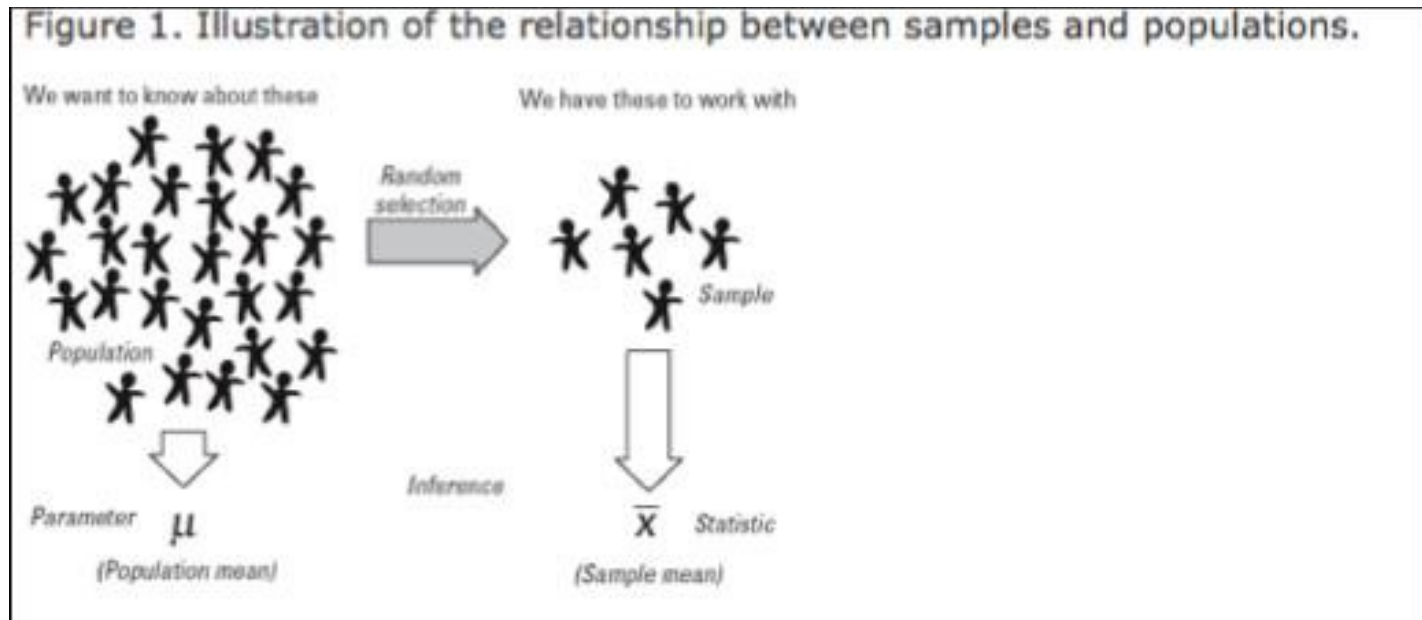 Figure 1. Illustration of the relationship between samples and populations.
We want to know about these
We have these to work with
Random
selection
Sample
Population
Inference
Parameter μ
x̄ Statistic
(Population mean)
(Sample mean)